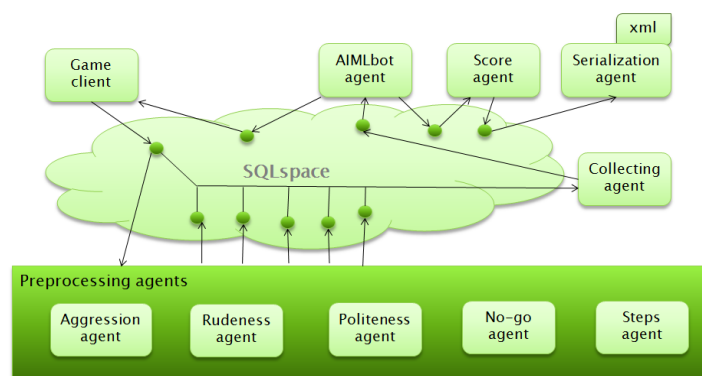 xml
Game
client
AIMLbot
agent
Score
agent
Serialization
agent
SQLspace
Collecting
agent
Preprocessing agents
Aggression
agent
Rudeness
agent
Politeness
agent
No-go
agent
Steps
agent